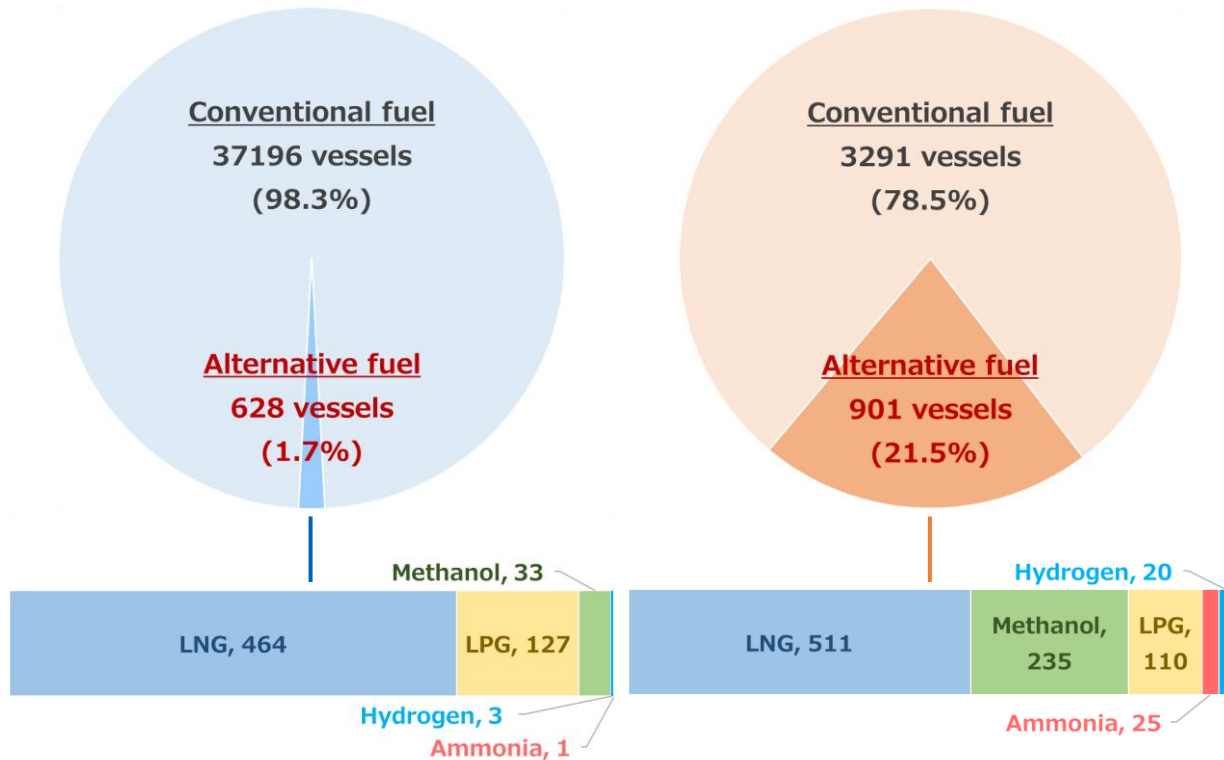 Conventional fuel
37196 vessels
(98.3%)
Alternative fuel
628 vessels
(1.7%)
Methanol, 33
LNG, 464
LPG, 127
Hydrogen, 3
Ammonia, 1
Conventional fuel
3291 vessels
(78.5%)
Alternative fuel
901 vessels
(21.5%)
Hydrogen, 20
LNG, 511
Methanol,
235
LPG,
110
Ammonia, 25